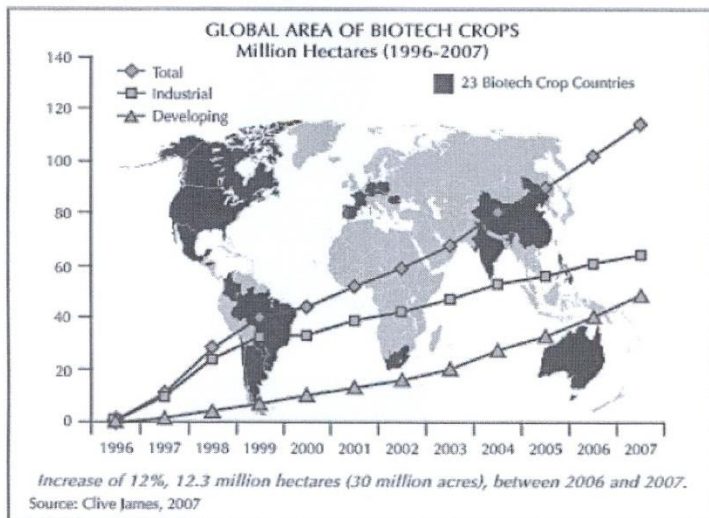 GLOBAL AREA OF BIOTECH CROPS
Million Hectares (1996-2007)
140
120
100
80
60
40
20
0
Total
Industrial
Developing
23 Biotech Crop Countries
1996 1997 1998 1999 2000 2001 2002 2003 2004 2005 2006 2007
Increase of 12%, 12.3 million hectares (30 million acres), between 2006 and 2007.
Source: Clive James, 2007